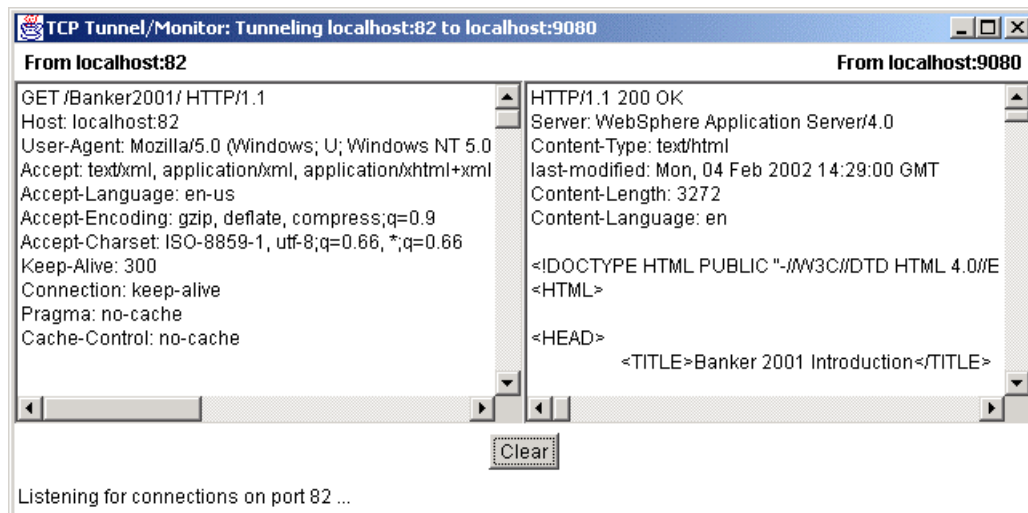 TCP Tunnel/Monitor: Tunneling localhost:82 to localhost:9080
From localhost:82
From localhost:9080
GET /Banker2001/ HTTP/1.1
Host: localhost:82
User-Agent: Mozilla/5.0 (Windows; U; Windows NT 5.0
Accept: text/xml, application/xml, application/xhtml+xml
Accept-Language: en-us
Accept-Encoding: gzip, deflate, compress;q=0.9
Accept-Charset: ISO-8859-1, utf-8;q=0.66, *;q=0.66
Keep-Alive: 300
Connection: keep-alive
Pragma: no-cache
Cache-Control: no-cache
HTTP/1.1 200 OK
Server: WebSphere Application Server/4.0
Content-Type: text/html
last-modified: Mon, 04 Feb 2002 14:29:00 GMT
Content-Length: 3272
Content-Language: en
<!DOCTYPE HTML PUBLIC "-//W3C//DTD HTML 4.0//E
<HTML>
<HEAD>
<TITLE>Banker 2001 Introduction</TITLE>
Clear
Listening for connections on port 82 ...